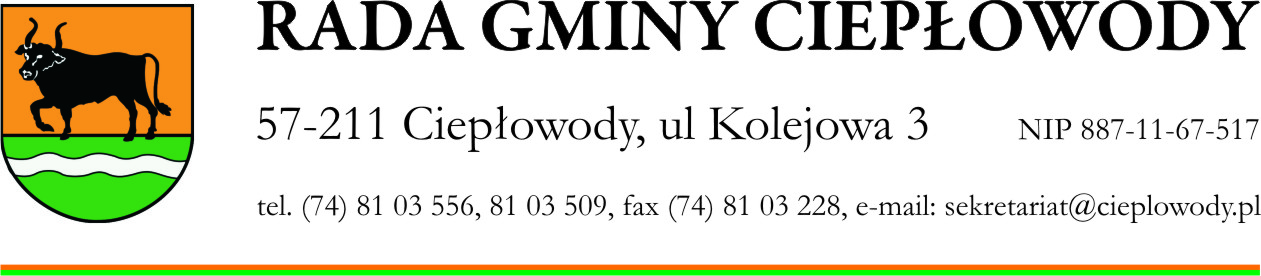 RADA GMINY CIEPŁOWODY
57-211 Ciepłowody, ul Kolejowa 3 NIP 887-11-67-517
tel. (74) 81 03 556, 81 03 509, fax (74) 81 03 228, e-mail: sekretariat@cieplowody.pl